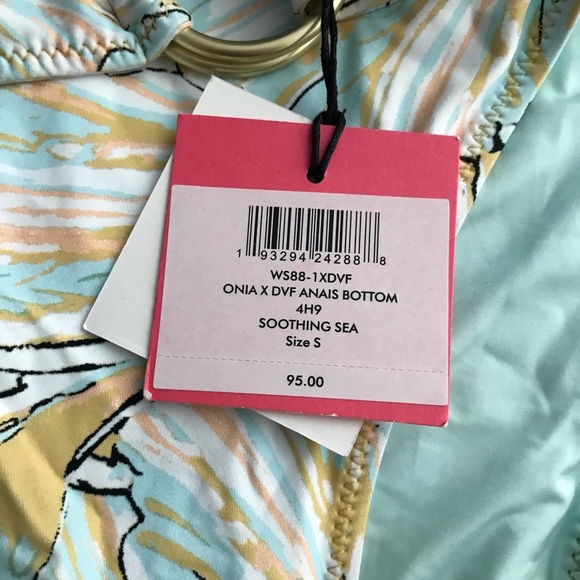 1 93294 24288 8
WS88-1XDVF
ONIA X DVF ANAIS BOTTOM
4H9
SOOTHING SEA
Size S
95.00